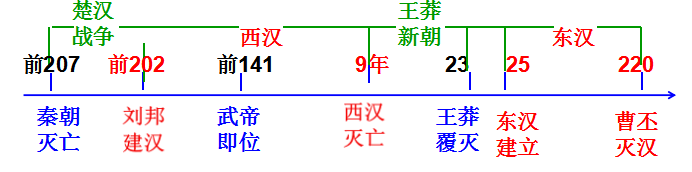 楚汉
战争
西汉
王莽
新朝
东汉
前207
前202
前141
9年
23
25
220
秦朝
灭亡
刘邦
建汉
武帝
即位
西汉
灭亡
王莽
覆灭
东汉
建立
曹丕
灭汉